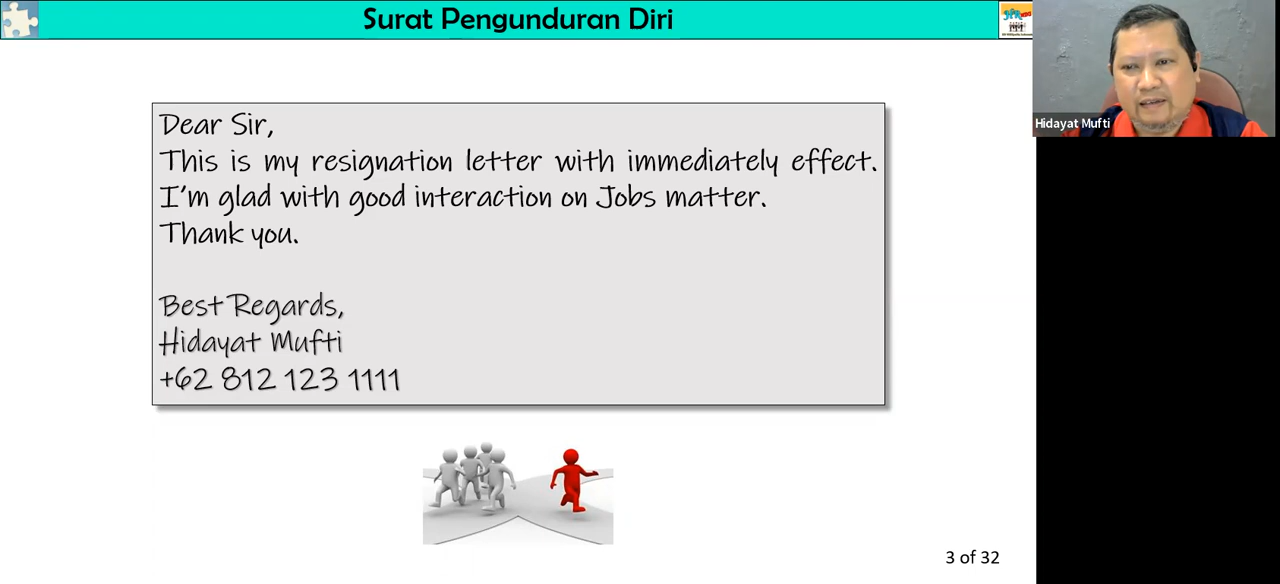 Surat Pengunduran Diri
Dear Sir,
This is my resignation letter with immediately effect.
I'm glad with good interaction on Jobs matter.
Thank you.
Best Regards,
Hidayat Mufti
+62 812 123 1111
3 of 32
Hidayat Mufti